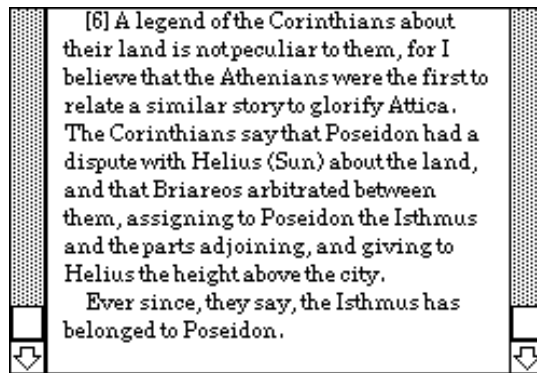 [6] A legend of the Corinthians about
their land is not peculiar to them, for I
believe that the Athenians were the first to
relate a similar story to glorify Attica.
The Corinthians say that Poseidon had a
dispute with Helius (Sun) about the land,
and that Briareos arbitrated between
them, assigning to Poseidon the Isthmus
and the parts adjoining, and giving to
Helius the height above the city.
Ever since, they say, the Isthmus has
belonged to Poseidon.